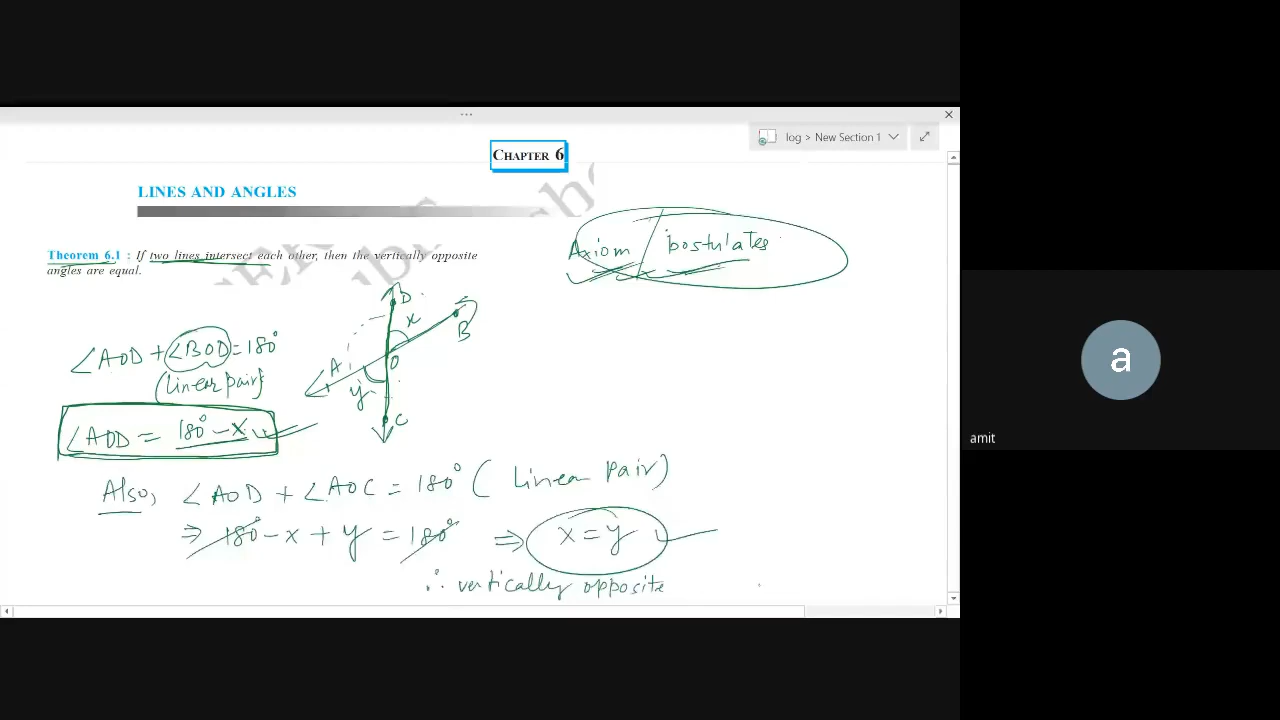 log > New Section 1
CHAPTER 6
LINES AND ANGLES
Theorem 6.1 : If two lines intersect each other, then the vertically opposite
angles are equal.
Axiom / postulates
D
x
B
A
O
y
C
∠AOD + ∠BOD = 180°
(linear pair)
∠AOD = 180° - x
Also, ∠AOD + ∠AOC = 180° ( Linear Pair)
⇒ 180° - x + y = 180° ⇒ x = y
∴ vertically opposite
a
amit